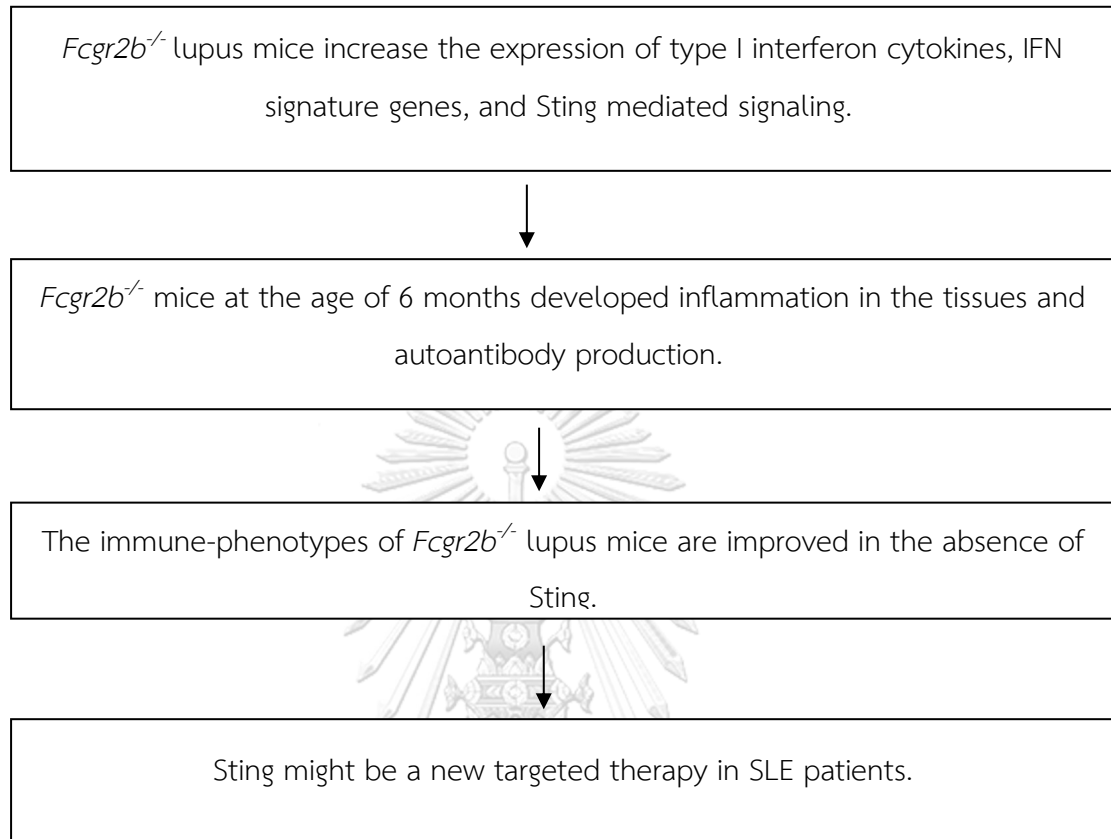 Fcgr2b-/- lupus mice increase the expression of type I interferon cytokines, IFN
signature genes, and Sting mediated signaling.
Fcgr2b-/- mice at the age of 6 months developed inflammation in the tissues and
autoantibody production.
The immune-phenotypes of Fcgr2b-/- lupus mice are improved in the absence of
Sting.
Sting might be a new targeted therapy in SLE patients.